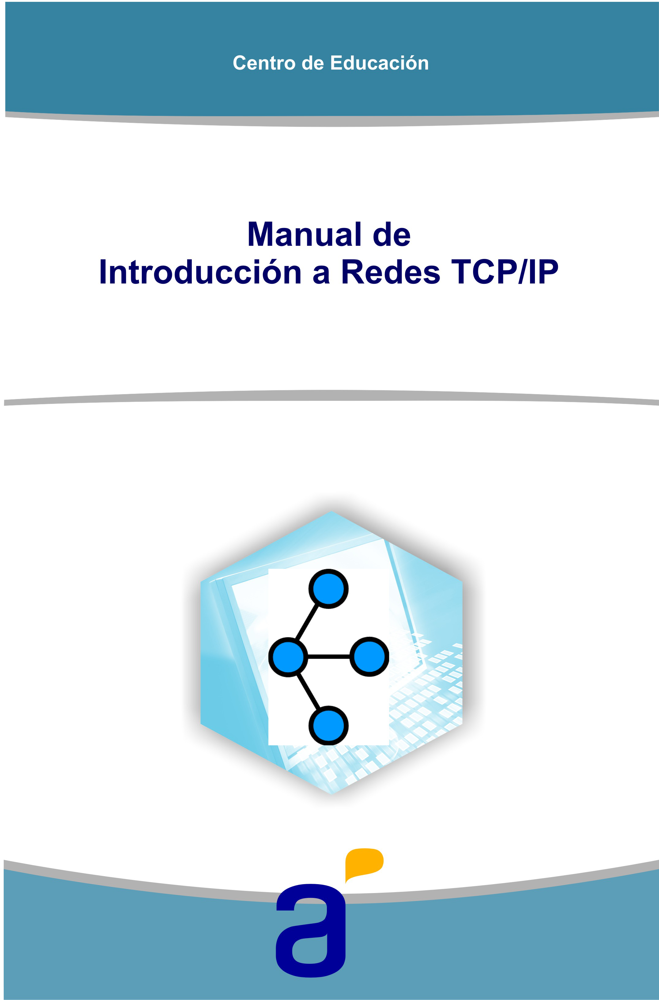 Centro de Educación
Manual de
Introducción a Redes TCP/IP
á